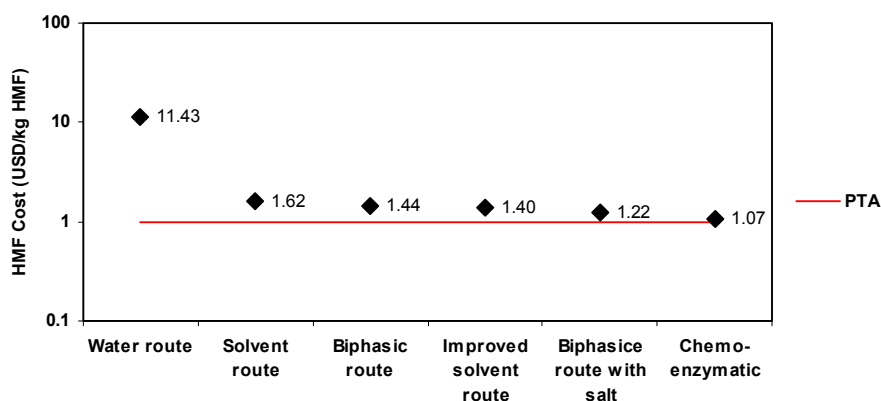 100
10
1
0.1
HMF Cost (USD/kg HMF)
11.43
1.62
1.44
1.40
1.22
1.07
PTA
Water route
Solvent
route
Biphasic
route
Improved
solvent
route
Biphasice
route with
salt
Chemo-
enzymatic